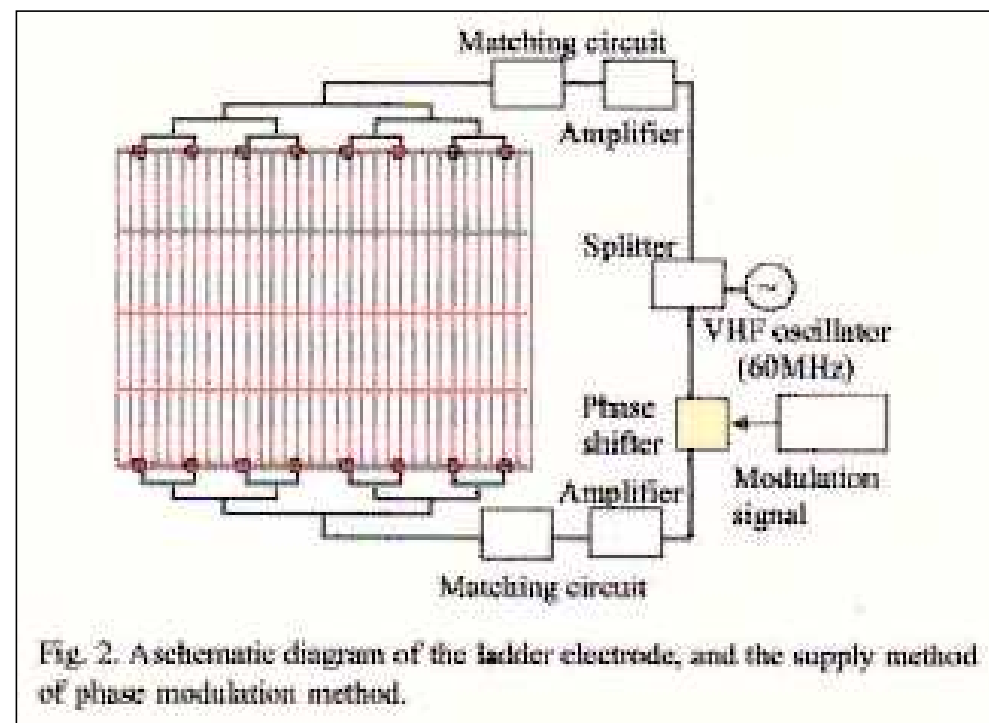 Matching circuit
Amplifier
Splitter
~
VHF oscillator
(60MHz)
Phase
shifter
Modulation
signal
Amplifier
Matching circuit
Fig. 2. A schematic diagram of the ladder electrode, and the supply method
of phase modulation method.